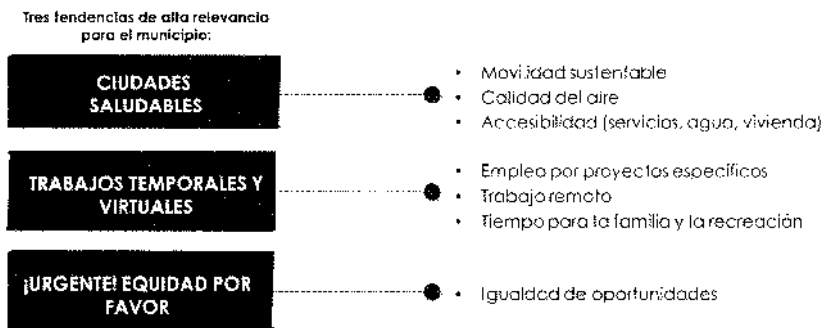 Tres tendencias de alta relevancia
para el municipio:
CIUDADES
SALUDABLES
• Movilidad sustentable
• Calidad del aire
• Accesibilidad (servicios, agua, vivienda)
TRABAJOS TEMPORALES Y
VIRTUALES
• Empleo por proyectos específicos
• Trabajo remoto
• Tiempo para la familia y la recreación
¡URGENTE! EQUIDAD POR
FAVOR
• Igualdad de oportunidades